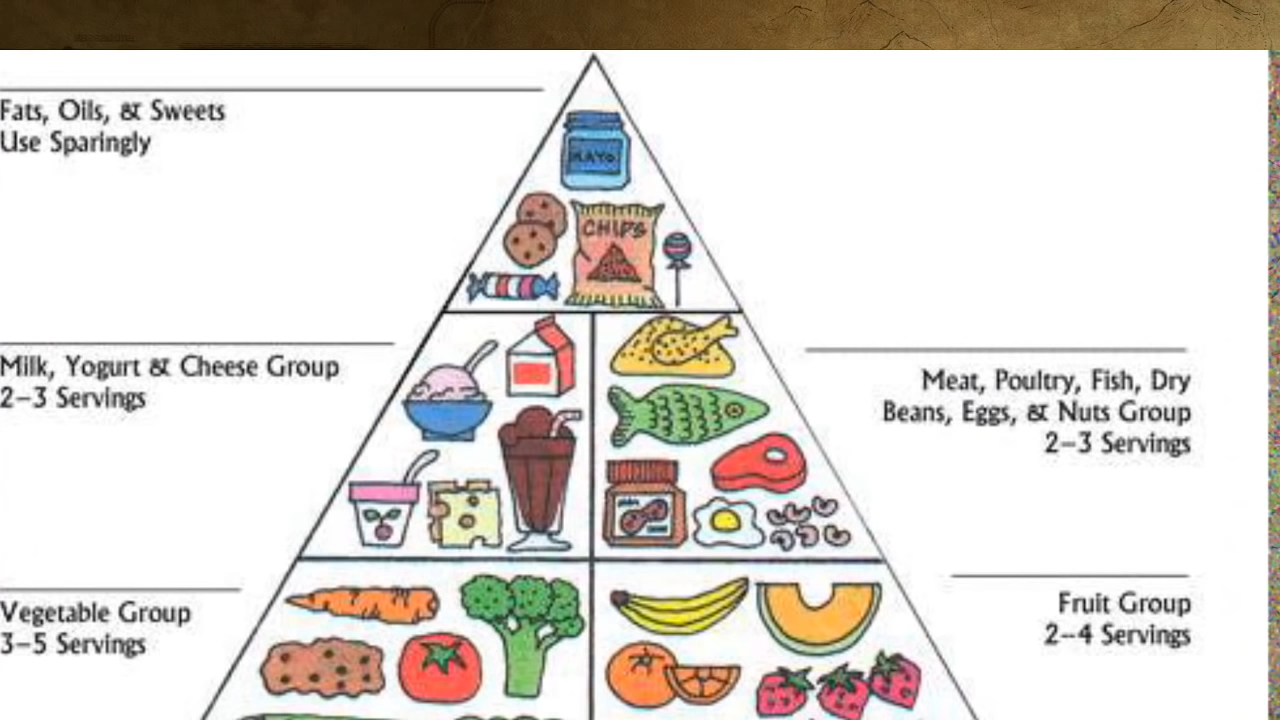 Fats, Oils, & Sweets
Use Sparingly
MAYO
CHIPS
Milk, Yogurt & Cheese Group
2–3 Servings
Meat, Poultry, Fish, Dry
Beans, Eggs, & Nuts Group
2–3 Servings
Vegetable Group
3–5 Servings
Fruit Group
2–4 Servings